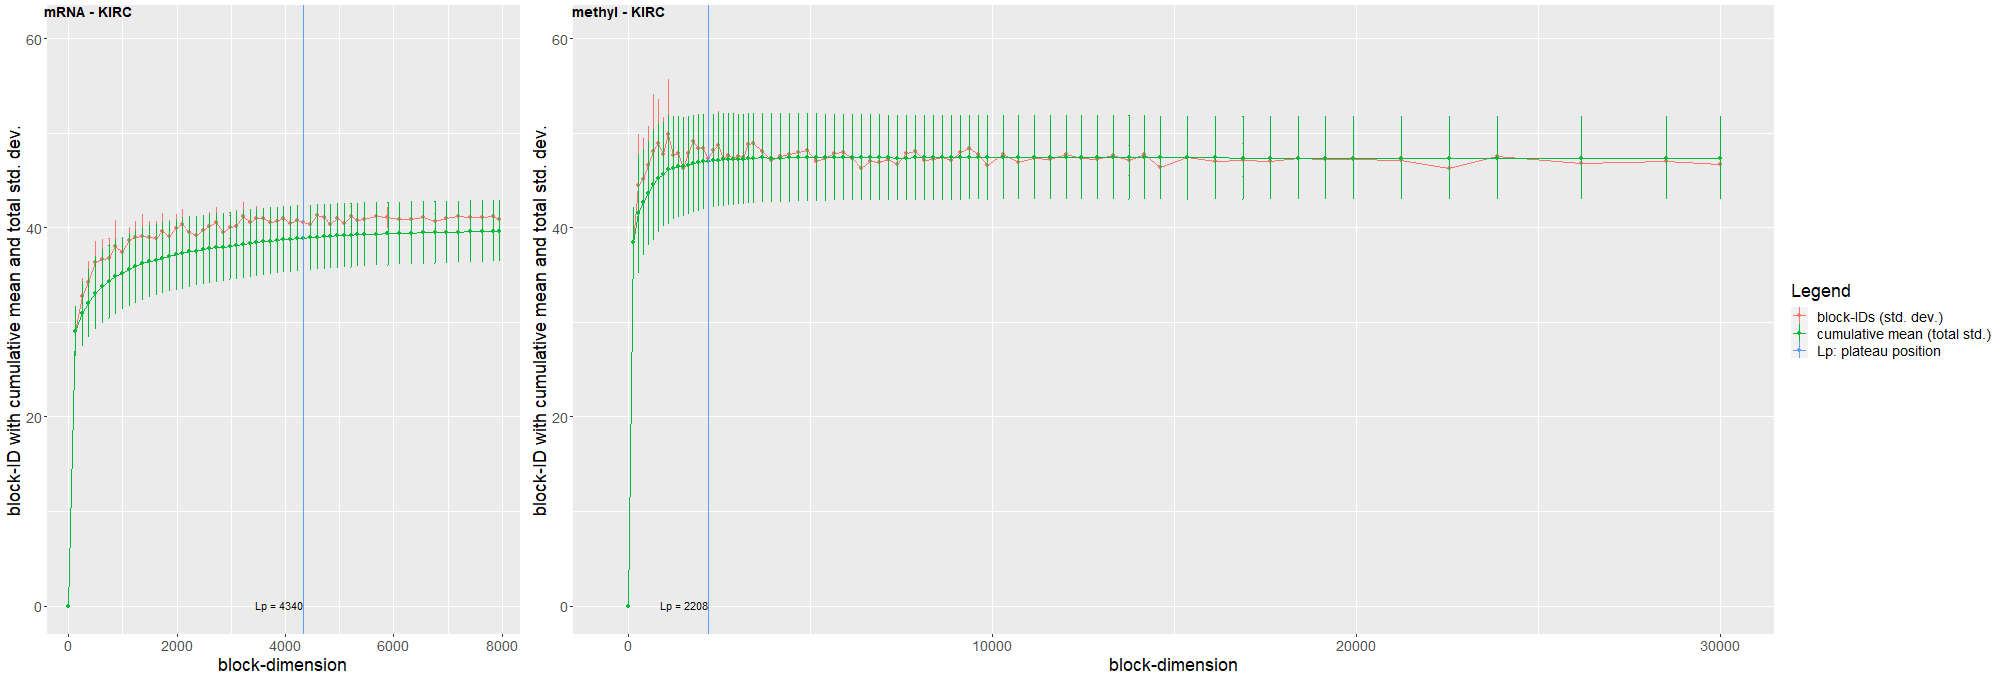 mRNA - KIRC
block-ID with cumulative mean and total std. dev.
60
40
20
0
Lp = 4340
0 2000 4000 6000 8000
block-dimension
methyl - KIRC
block-ID with cumulative mean and total std. dev.
60
40
20
0
Lp = 2208
0 10000 20000 30000
block-dimension
Legend
block-IDs (std. dev.)
cumulative mean (total std.)
Lp: plateau position